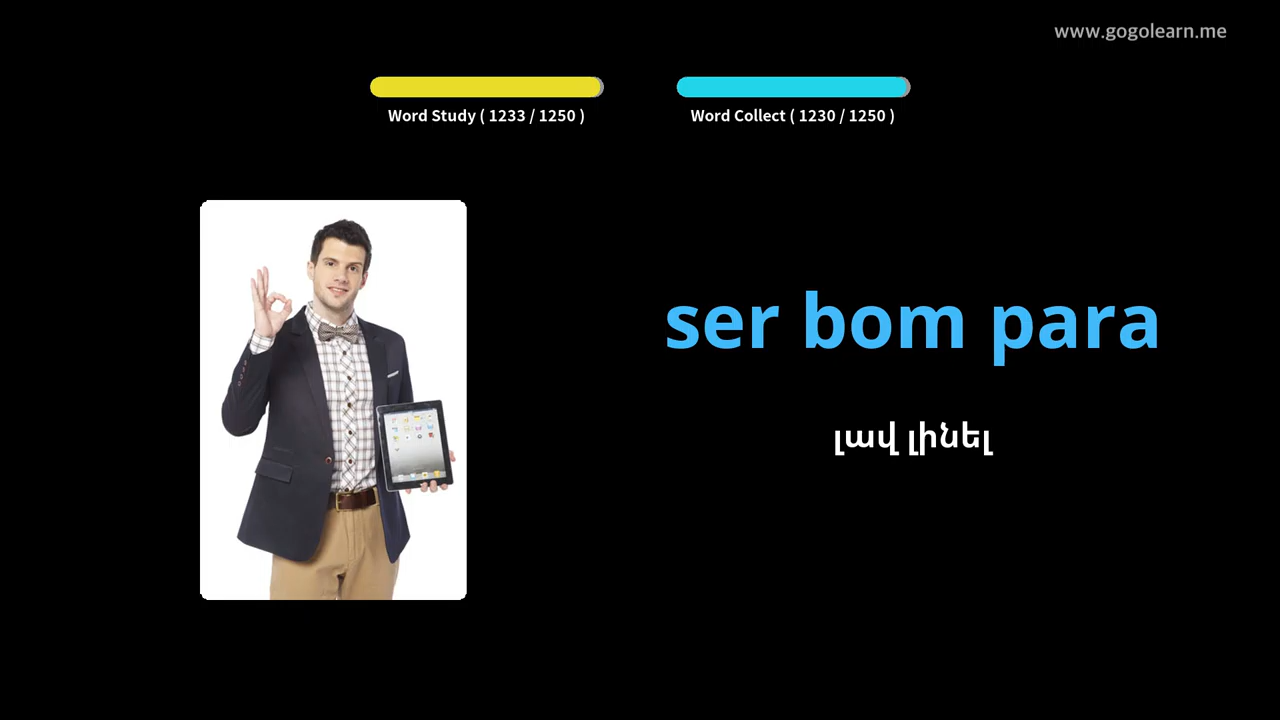 www.gogolearn.me
Word Study ( 1233 / 1250 )
Word Collect ( 1230 / 1250 )
ser bom para
լավ լինել